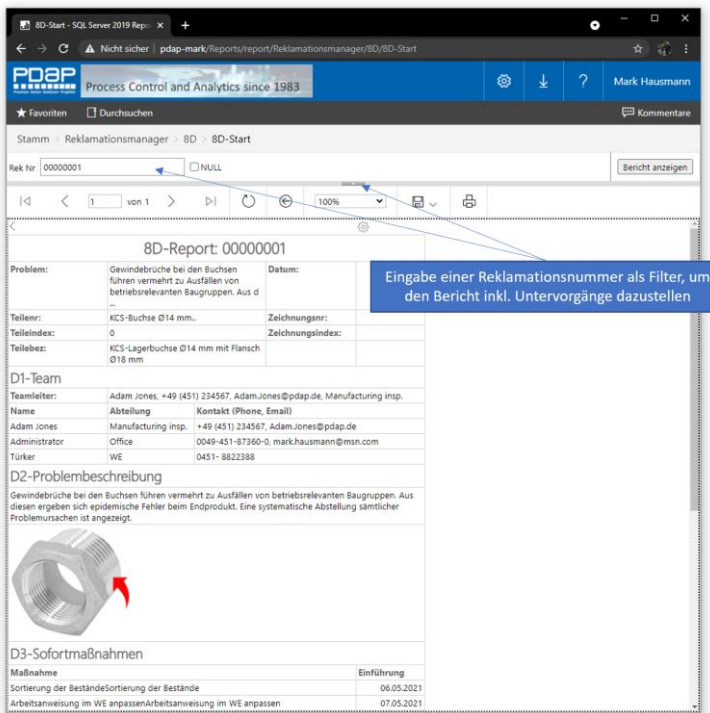 8D-Start - SQL Server 2019 Repo
Nicht sicher | pdap-mark/Reports/report/Reklamationsmanager/8D/8D-Start
PDAP
Process Control and Analytics since 1983
Mark Hausmann
Favoriten Durchsuchen Kommentare
Stamm > Reklamationsmanager > 8D > 8D-Start
Rek Nr 00000001 NULL Bericht anzeigen
1 von 1 100%
8D-Report: 00000001
Problem: Gewindebrüche bei den Buchsen Datum:
führen vermehrt zu Ausfällen von
betriebsrelevanten Baugruppen. Aus d
...
Eingabe einer Reklamationsnummer als Filter, um
den Bericht inkl. Untervorgänge dazustellen
Teilenr: KCS-Buchse Ø14 mm.. Zeichnungsnr:
Teileindex: 0 Zeichnungsindex:
Teilebez: KCS-Lagerbuchse Ø14 mm mit Flansch
Ø18 mm
D1-Team
Teamleiter: Adam Jones, +49 (451) 234567, Adam.Jones@pdap.de, Manufacturing insp.
Name Abteilung Kontakt (Phone, Email)
Adam Jones Manufacturing insp. +49 (451) 234567, Adam.Jones@pdap.de
Administrator Office 0049-451-87360-0, mark.hausmann@msn.com
Türker WE 0451- 8822388
D2-Problembeschreibung
Gewindebrüche bei den Buchsen führen vermehrt zu Ausfällen von betriebsrelevanten Baugruppen. Aus
diesen ergeben sich epidemische Fehler beim Endprodukt. Eine systematische Abstellung sämtlicher
Problemursachen ist angezeigt.
D3-Sofortmaßnahmen
Maßnahme Einführung
Sortierung der BeständeSortierung der Bestände 06.05.2021
Arbeitsanweisung im WE anpassenArbeitsanweisung im WE anpassen 07.05.2021